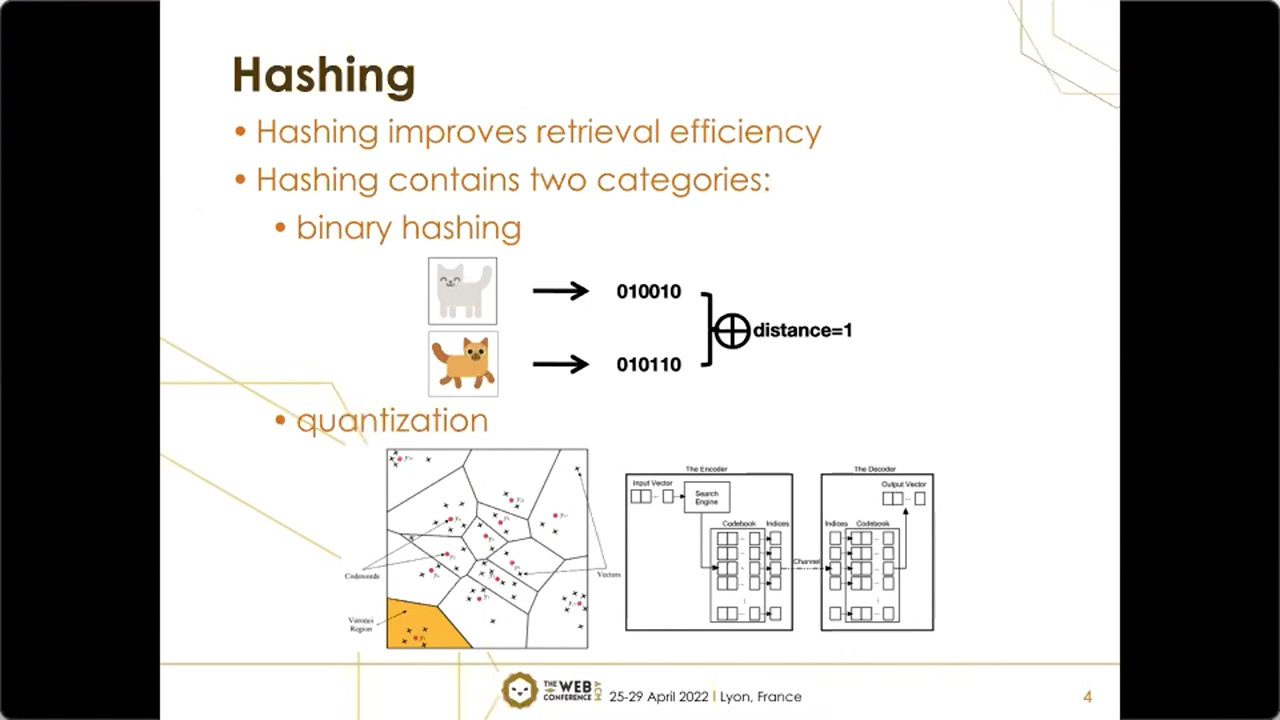 Hashing
• Hashing improves retrieval efficiency
• Hashing contains two categories:
• binary hashing
010010
distance=1
010110
• quantization
Codewords
Voronoi
Region
Vectors
The Encoder
Input Vector
Search
Engine
Codebook
Indices
Channel
The Decoder
Output Vector
Indices
Codebook
THE WEB
CONFERENCE
ACM
25-29 April 2022 | Lyon, France
4